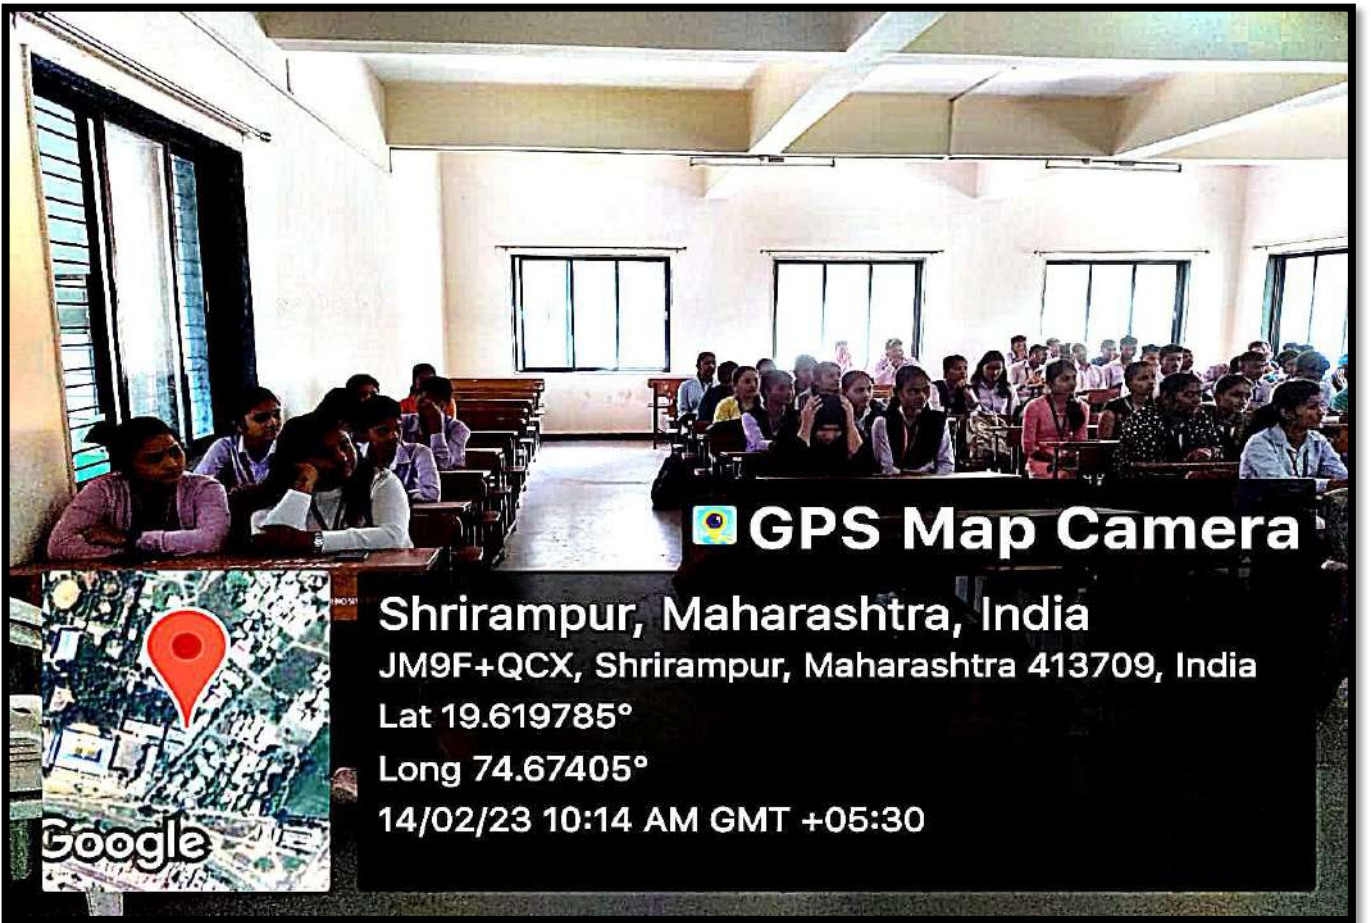 GPS Map Camera
Shrirampur, Maharashtra, India
JM9F+QCX, Shrirampur, Maharashtra 413709, India
Lat 19.619785°
Long 74.67405°
14/02/23 10:14 AM GMT +05:30
Google